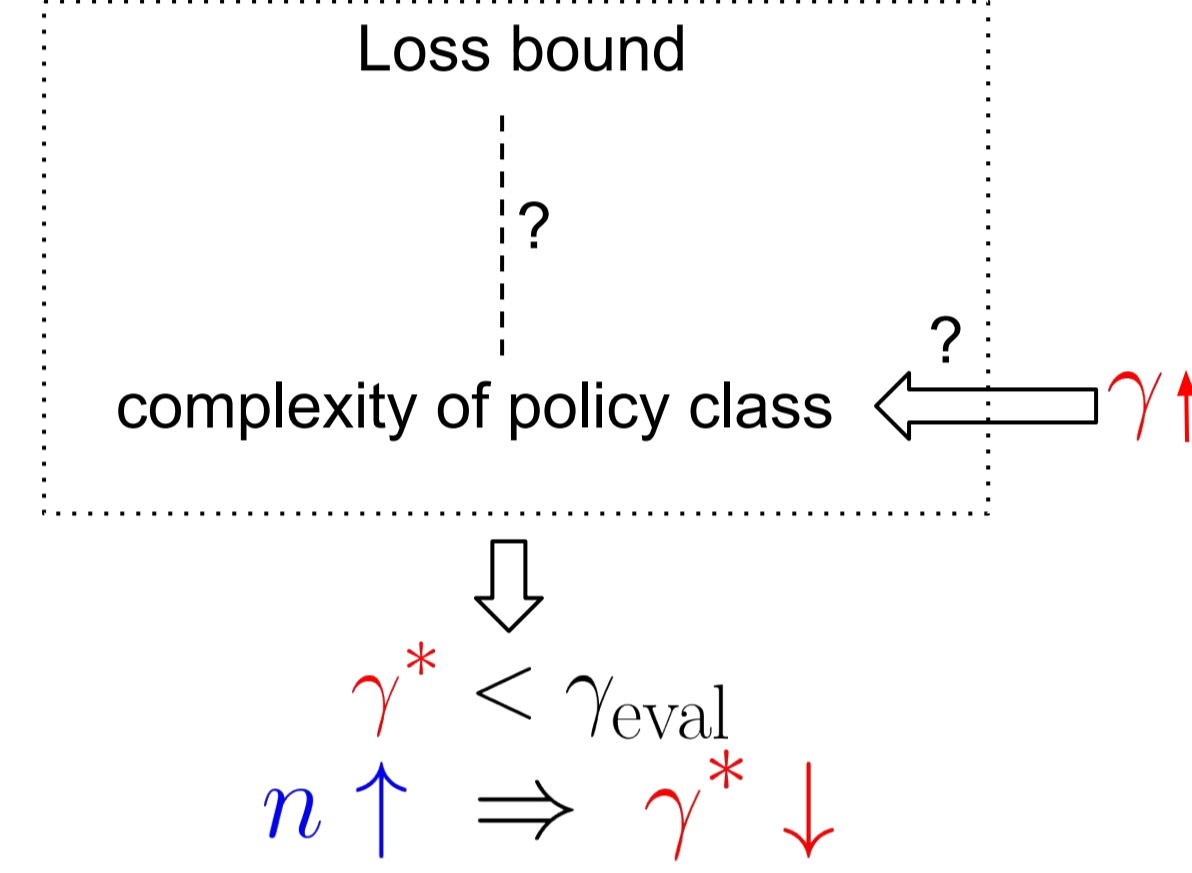 Loss bound
?
?
complexity of policy class γ ↑
γ* < γeval
n ↑ ⇒ γ* ↓